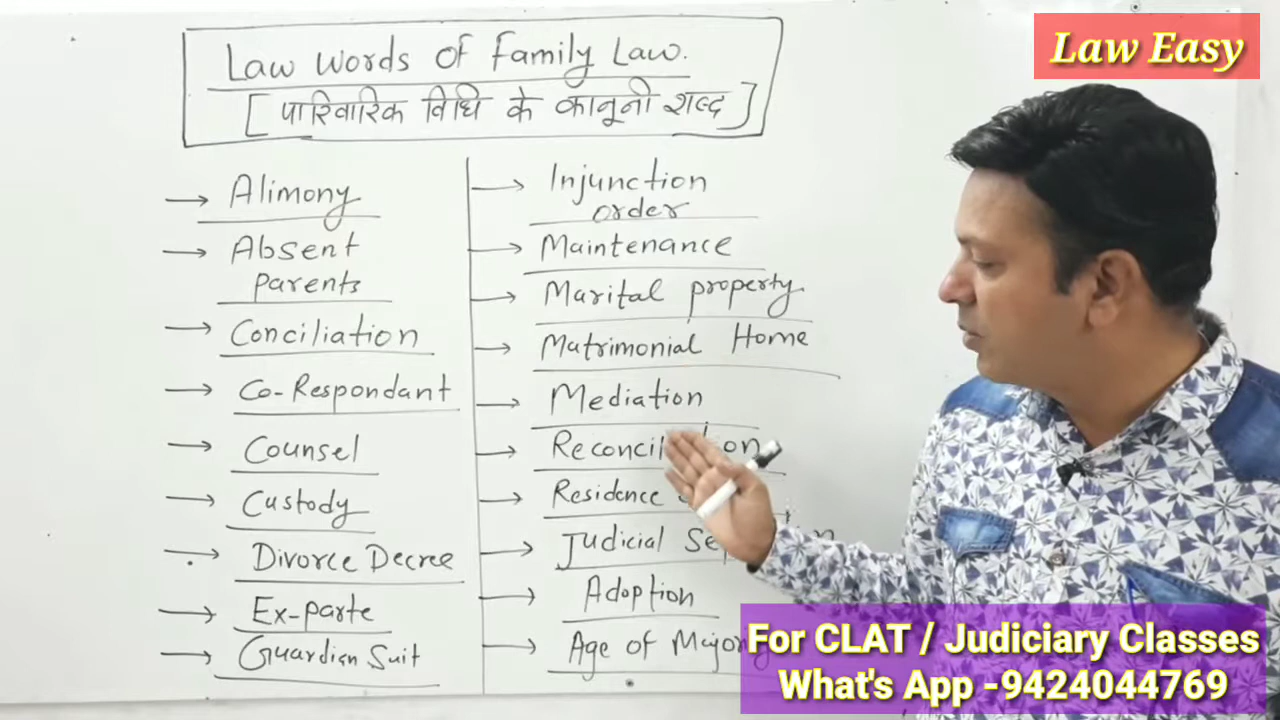 Law Words Of Family Law.
[पारिवारिक विधि के कानूनी शब्द]
Law Easy
→ Alimony
→ Absent
parents
→ Conciliation
→ Co-Respondant
→ Counsel
→ Custody
→ Divorce Decree
→ Ex-parte
→ Guardian Suit
→ Injunction
order
→ Maintenance
→ Marital property
→ Matrimonial Home
→ Mediation
→
→ Residence
→ Judicial
→ Adoption
→ Age of
For CLAT / Judiciary Classes
What's App -9424044769